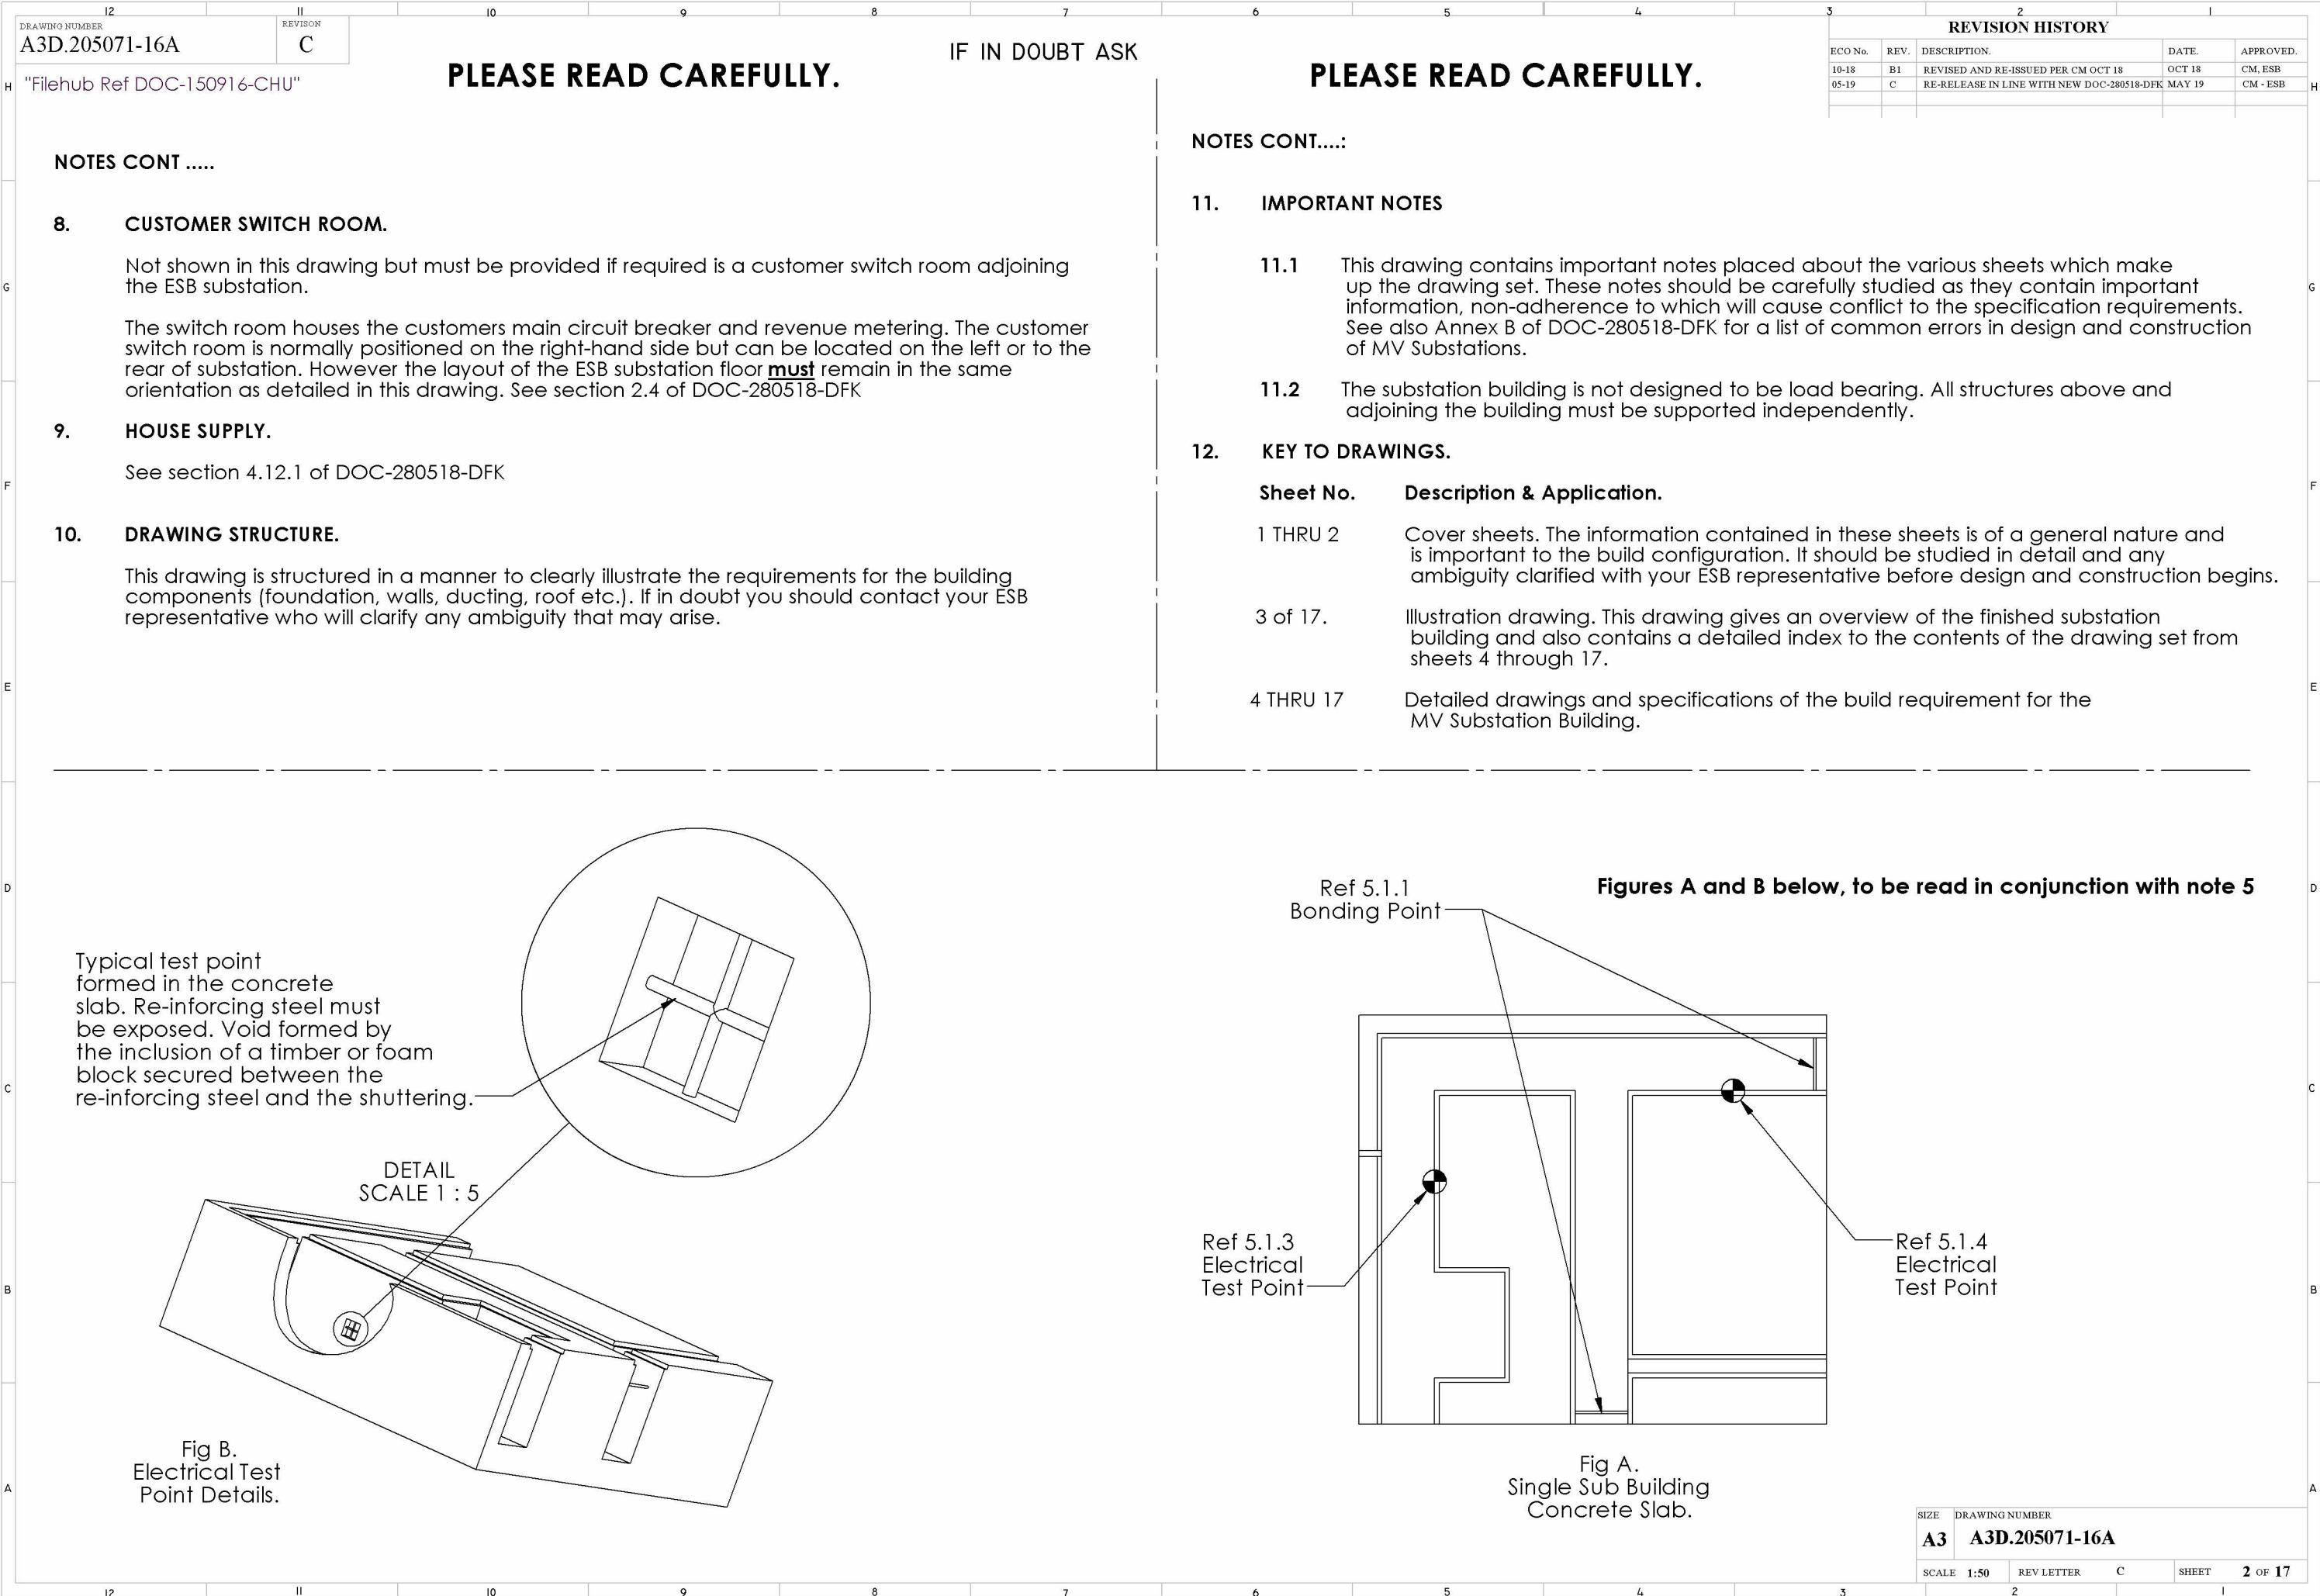 12 11 10 9 8 7 6 5 4 3 2 1
DRAWING NUMBER
A3D.205071-16A
REVISON
C
"Filehub Ref DOC-150916-CHU"
IF IN DOUBT ASK
PLEASE READ CAREFULLY.
PLEASE READ CAREFULLY.
REVISION HISTORY
ECO No. REV. DESCRIPTION. DATE. APPROVED.
10-18 B1 REVISED AND RE-ISSUED PER CM OCT 18 OCT 18 CM, ESB
05-19 C RE-RELEASE IN LINE WITH NEW DOC-280518-DFK MAY 19 CM - ESB
H
G
F
E
D
C
B
A
NOTES CONT .....
8. CUSTOMER SWITCH ROOM.
Not shown in this drawing but must be provided if required is a customer switch room adjoining
the ESB substation.
The switch room houses the customers main circuit breaker and revenue metering. The customer
switch room is normally positioned on the right-hand side but can be located on the left or to the
rear of substation. However the layout of the ESB substation floor must remain in the same
orientation as detailed in this drawing. See section 2.4 of DOC-280518-DFK
9. HOUSE SUPPLY.
See section 4.12.1 of DOC-280518-DFK
10. DRAWING STRUCTURE.
This drawing is structured in a manner to clearly illustrate the requirements for the building
components (foundation, walls, ducting, roof etc.). If in doubt you should contact your ESB
representative who will clarify any ambiguity that may arise.
NOTES CONT....:
11. IMPORTANT NOTES
11.1 This drawing contains important notes placed about the various sheets which make
up the drawing set. These notes should be carefully studied as they contain important
information, non-adherence to which will cause conflict to the specification requirements.
See also Annex B of DOC-280518-DFK for a list of common errors in design and construction
of MV Substations.
11.2 The substation building is not designed to be load bearing. All structures above and
adjoining the building must be supported independently.
12. KEY TO DRAWINGS.
Sheet No. Description & Application.
1 THRU 2 Cover sheets. The information contained in these sheets is of a general nature and
is important to the build configuration. It should be studied in detail and any
ambiguity clarified with your ESB representative before design and construction begins.
3 of 17. Illustration drawing. This drawing gives an overview of the finished substation
building and also contains a detailed index to the contents of the drawing set from
sheets 4 through 17.
4 THRU 17 Detailed drawings and specifications of the build requirement for the
MV Substation Building.
Typical test point
formed in the concrete
slab. Re-inforcing steel must
be exposed. Void formed by
the inclusion of a timber or foam
block secured between the
re-inforcing steel and the shuttering.
DETAIL
SCALE 1 : 5
Fig B.
Electrical Test
Point Details.
Figures A and B below, to be read in conjunction with note 5
Ref 5.1.1
Bonding Point
Ref 5.1.3
Electrical
Test Point
Ref 5.1.4
Electrical
Test Point
Fig A.
Single Sub Building
Concrete Slab.
H
G
F
E
D
C
B
A
SIZE DRAWING NUMBER
A3 A3D.205071-16A
SCALE 1:50 REV LETTER C SHEET 2 OF 17
12 11 10 9 8 7 6 5 4 3 2 1